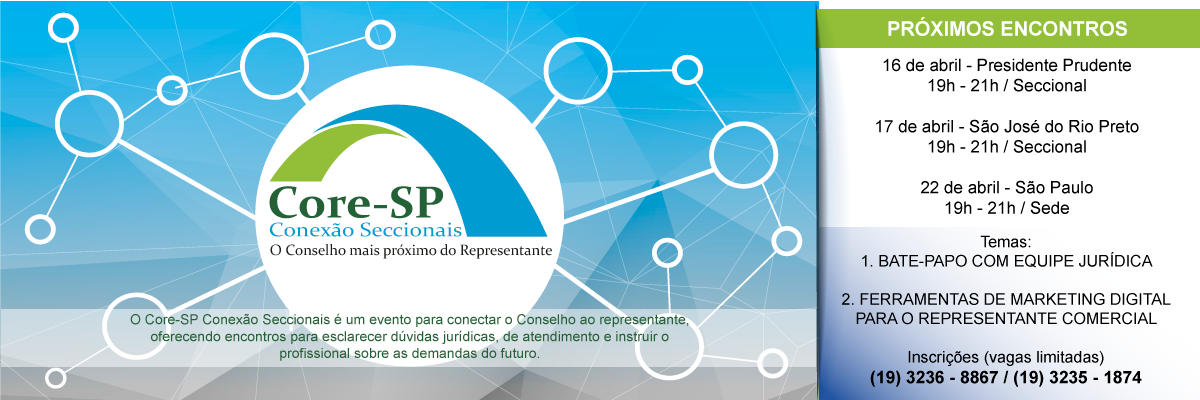 Core-SP
Conexão Seccionais
O Conselho mais próximo do Representante
O Core-SP Conexão Seccionais é um evento para conectar o Conselho ao representante,
oferecendo encontros para esclarecer dúvidas jurídicas, de atendimento e instruir o
profissional sobre as demandas do futuro.
PRÓXIMOS ENCONTROS
16 de abril - Presidente Prudente
19h - 21h / Seccional
17 de abril - São José do Rio Preto
19h - 21h / Seccional
22 de abril - São Paulo
19h - 21h / Sede
Temas:
1. BATE-PAPO COM EQUIPE JURÍDICA
2. FERRAMENTAS DE MARKETING DIGITAL
PARA O REPRESENTANTE COMERCIAL
Inscrições (vagas limitadas)
(19) 3236 - 8867 / (19) 3235 - 1874